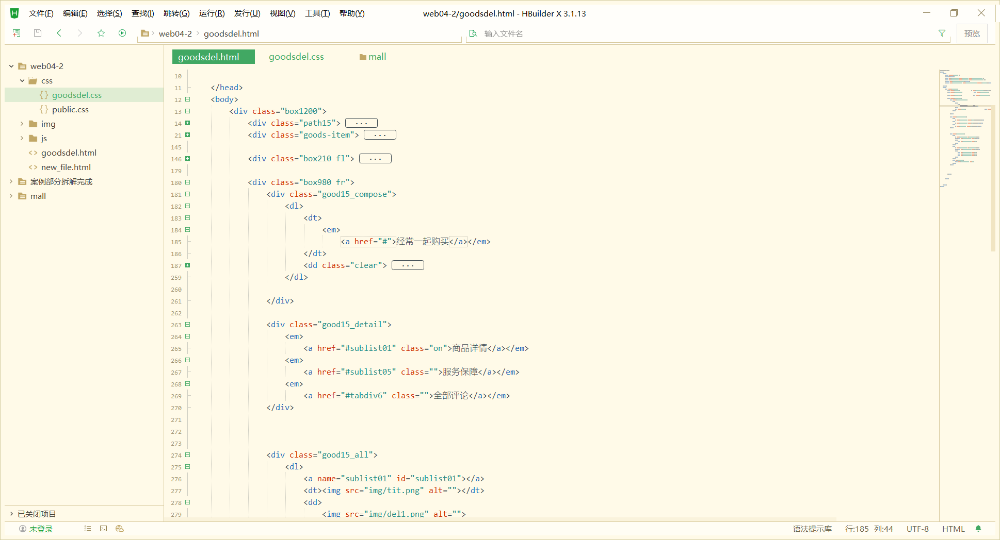 文件(F) 编辑(E) 选择(S) 查找(I) 跳转(G) 运行(R) 发行(U) 视图(V) 工具(T) 帮助(Y) web04-2/goodsdel.html - HBuilder X 3.1.13
web04-2 > goodsdel.html 输入文件名 预览
goodsdel.html goodsdel.css mall
web04-2
css
{} goodsdel.css
{} public.css
img
js
<> goodsdel.html
<> new_file.html
案例部分拆解完成
mall
已关闭项目
10
11 </head>
12 <body>
13 <div class="box1200">
14 <div class="path15"> ...
21 <div class="goods-item"> ...
145
146 <div class="box210 fl"> ...
179
180 <div class="box980 fr">
181 <div class="good15_compose">
182 <dl>
183 <dt>
184 <em>
185 <a href="#">经常一起购买</a></em>
186 </dt>
187 <dd class="clear"> ...
259 </dl>
260
261 </div>
262
263 <div class="good15_detail">
264 <em>
265 <a href="#sublist01" class="on">商品详情</a></em>
266 <em>
267 <a href="#sublist05" class="">服务保障</a></em>
268 <em>
269 <a href="#tabdiv6" class="">全部评论</a></em>
270 </div>
271
272
273
274 <div class="good15_all">
275 <dl>
276 <a name="sublist01" id="sublist01"></a>
277 <dt><img src="img/tit.png" alt=""></dt>
278 <dd>
279 <img src="img/del1.png" alt="">
未登录 语法提示库 行:185 列:44 UTF-8 HTML